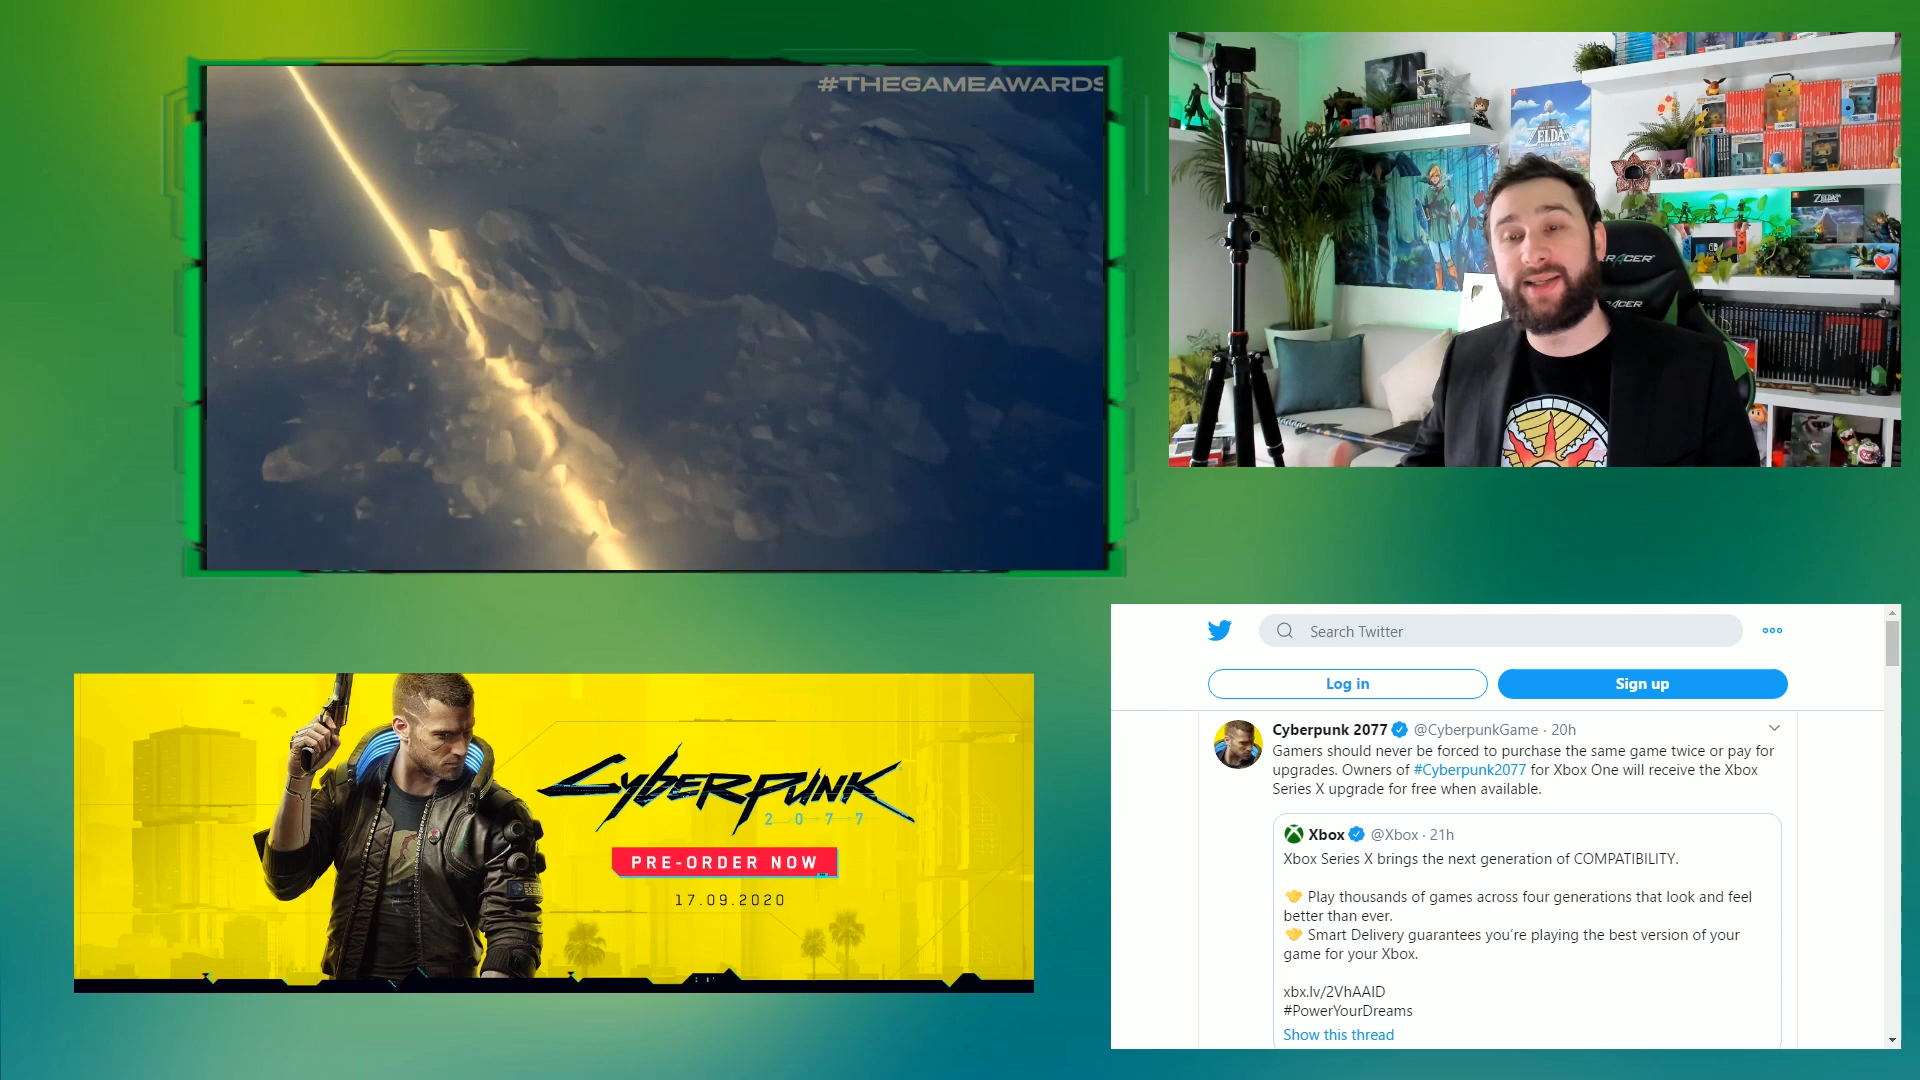 #THEGAMEAWARDS
ZELDA
ZELDA
RACER
RACER
Search Twitter
Log in
Sign up
Cyberpunk 2077 @CyberpunkGame · 20h
Gamers should never be forced to purchase the same game twice or pay for
upgrades. Owners of #Cyberpunk2077 for Xbox One will receive the Xbox
Series X upgrade for free when available.
Xbox @Xbox · 21h
Xbox Series X brings the next generation of COMPATIBILITY.
Play thousands of games across four generations that look and feel
better than ever.
Smart Delivery guarantees you're playing the best version of your
game for your Xbox.
xbx.lv/2VhAAID
#PowerYourDreams
Show this thread
CYBERPUNK
2077
PRE-ORDER NOW
17.09.2020